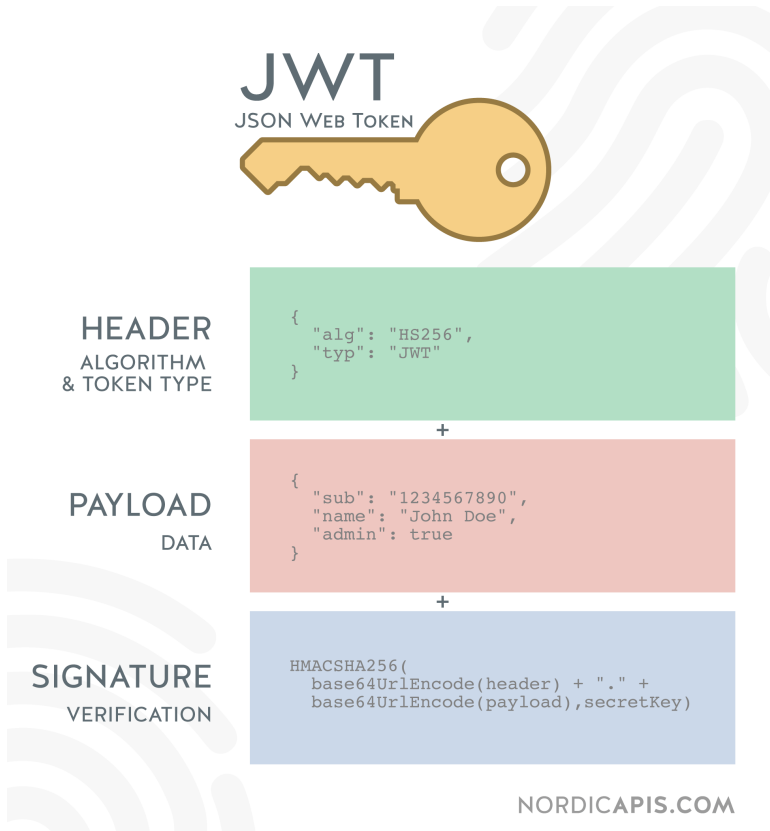 JWT
JSON WEB TOKEN
HEADER
ALGORITHM
& TOKEN TYPE
{
  "alg": "HS256",
  "typ": "JWT"
}
+
PAYLOAD
DATA
{
  "sub": "1234567890",
  "name": "John Doe",
  "admin": true
}
+
SIGNATURE
VERIFICATION
HMACSHA256(
  base64UrlEncode(header) + "." +
  base64UrlEncode(payload),secretKey)
NORDICAPIS.COM